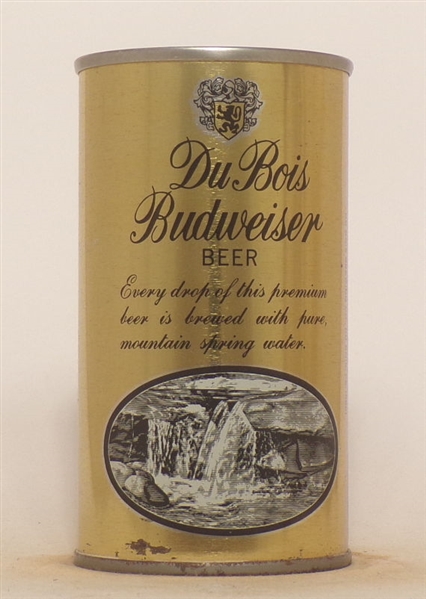 Du Bois
Budweiser
BEER
Every drop of this premium
beer is brewed with pure,
mountain spring water.